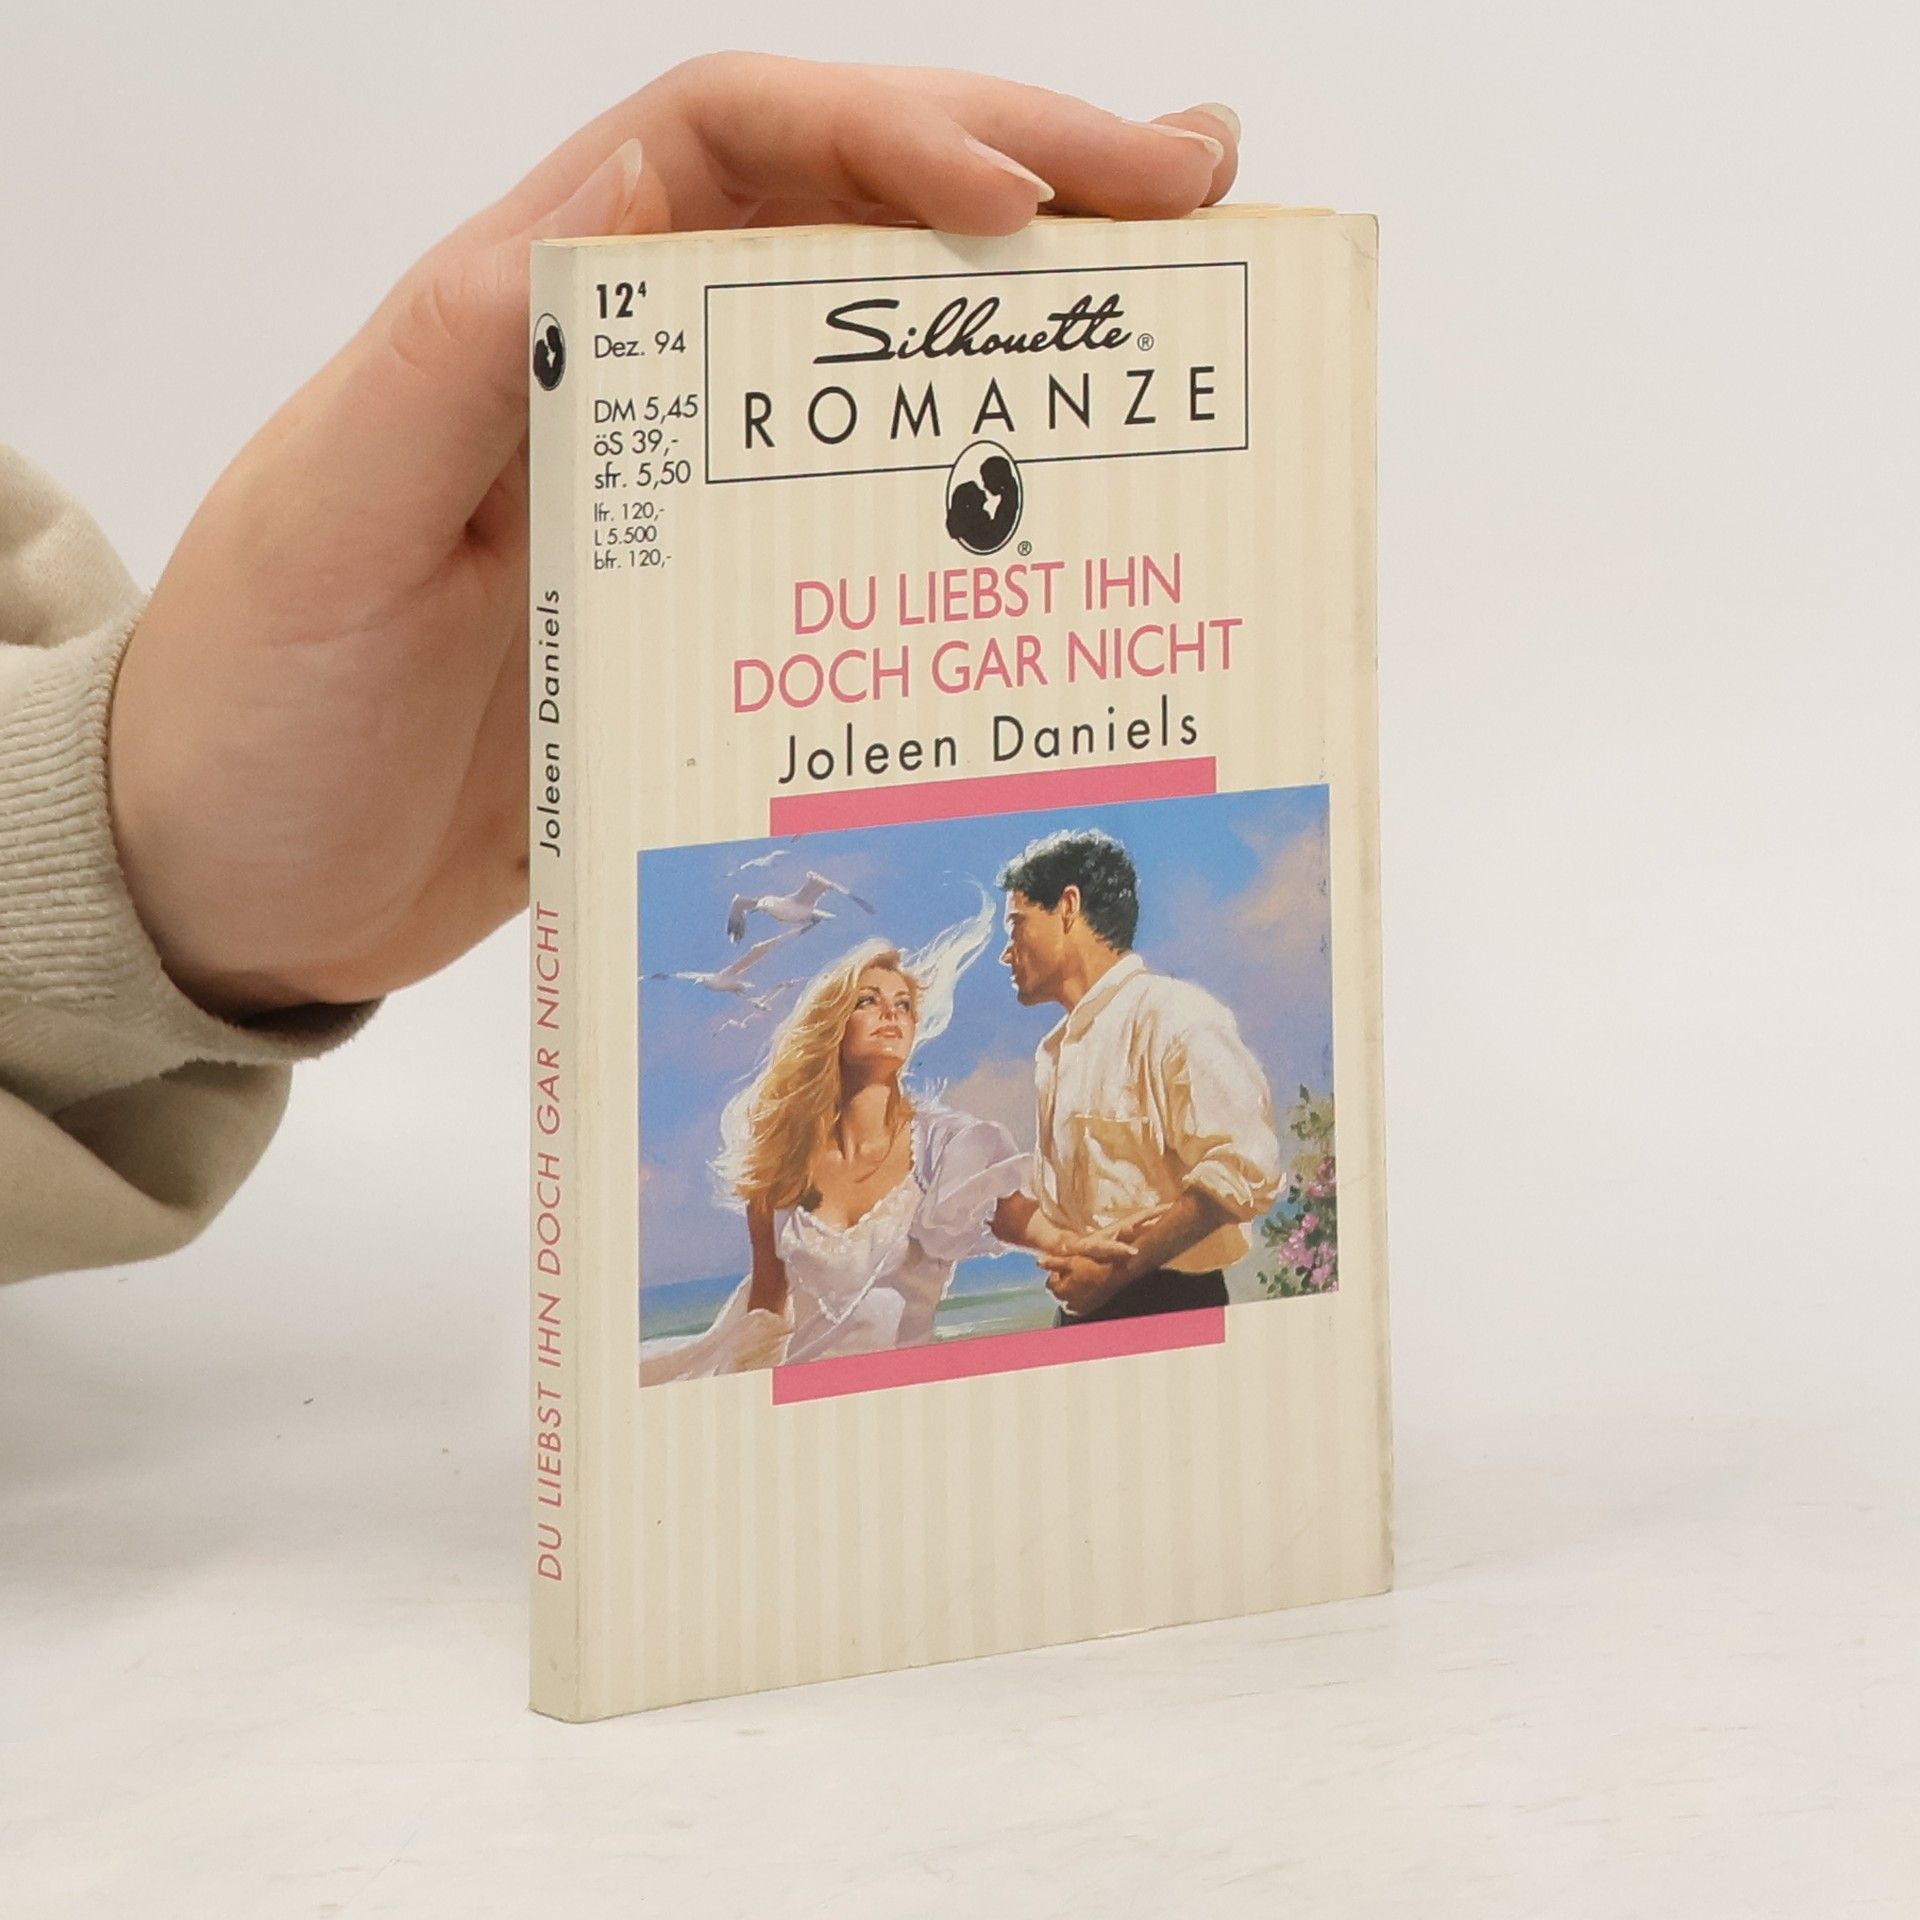 12⁴
Dez. 94
DM 5,45
öS 39,-
sfr. 5,50
lfr. 120,-
L 5.500
bfr. 120,-
Silhouette®
ROMANZE
®
DU LIEBST IHN
DOCH GAR NICHT
Joleen Daniels
DU LIEBST IHN DOCH GAR NICHT Joleen Daniels